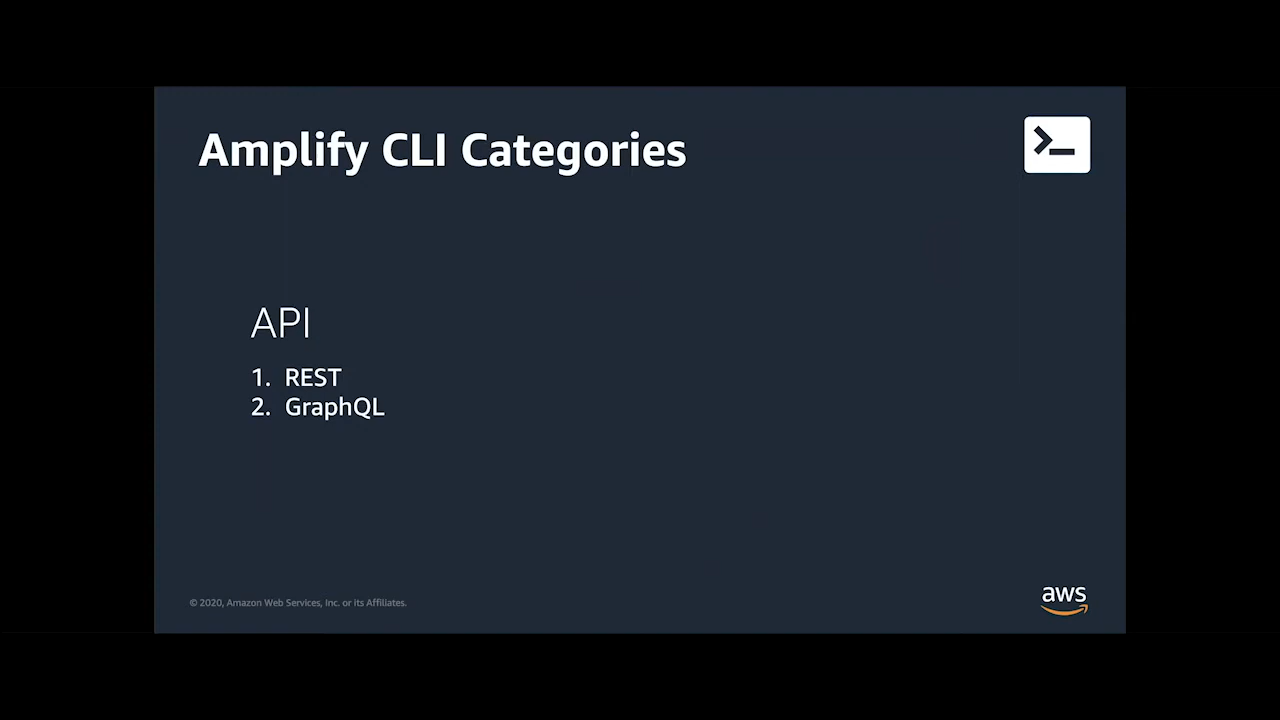 Amplify CLI Categories
API
1. REST
2. GraphQL
© 2020, Amazon Web Services, Inc. or its Affiliates.
aws